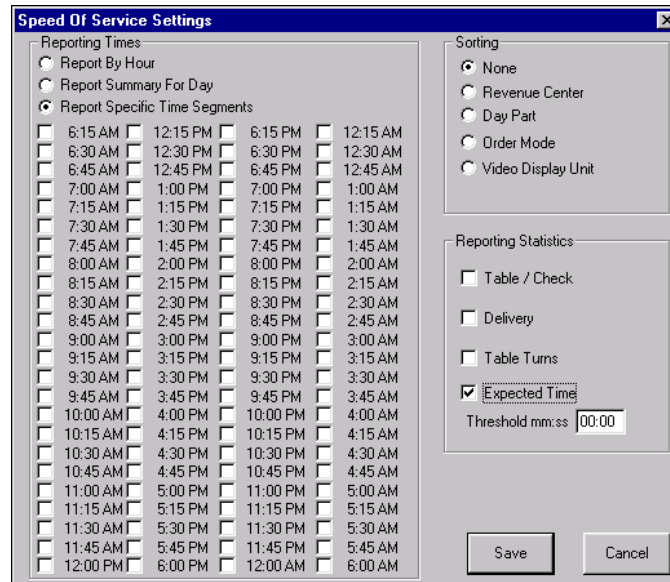 Speed Of Service Settings
Reporting Times
Report By Hour
Report Summary For Day
Report Specific Time Segments
6:15 AM 12:15 PM 6:15 PM 12:15 AM
6:30 AM 12:30 PM 6:30 PM 12:30 AM
6:45 AM 12:45 PM 6:45 PM 12:45 AM
7:00 AM 1:00 PM 7:00 PM 1:00 AM
7:15 AM 1:15 PM 7:15 PM 1:15 AM
7:30 AM 1:30 PM 7:30 PM 1:30 AM
7:45 AM 1:45 PM 7:45 PM 1:45 AM
8:00 AM 2:00 PM 8:00 PM 2:00 AM
8:15 AM 2:15 PM 8:15 PM 2:15 AM
8:30 AM 2:30 PM 8:30 PM 2:30 AM
8:45 AM 2:45 PM 8:45 PM 2:45 AM
9:00 AM 3:00 PM 9:00 PM 3:00 AM
9:15 AM 3:15 PM 9:15 PM 3:15 AM
9:30 AM 3:30 PM 9:30 PM 3:30 AM
9:45 AM 3:45 PM 9:45 PM 3:45 AM
10:00 AM 4:00 PM 10:00 PM 4:00 AM
10:15 AM 4:15 PM 10:15 PM 4:15 AM
10:30 AM 4:30 PM 10:30 PM 4:30 AM
10:45 AM 4:45 PM 10:45 PM 4:45 AM
11:00 AM 5:00 PM 11:00 PM 5:00 AM
11:15 AM 5:15 PM 11:15 PM 5:15 AM
11:30 AM 5:30 PM 11:30 PM 5:30 AM
11:45 AM 5:45 PM 11:45 PM 5:45 AM
12:00 PM 6:00 PM 12:00 AM 6:00 AM
Sorting
None
Revenue Center
Day Part
Order Mode
Video Display Unit
Reporting Statistics
Table / Check
Delivery
Table Turns
Expected Time
Threshold mm:ss 00:00
Save Cancel